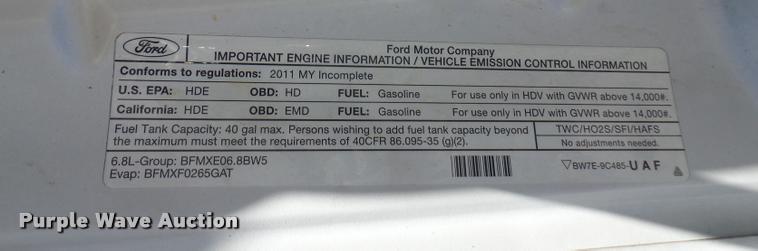 Ford
Ford Motor Company
IMPORTANT ENGINE INFORMATION / VEHICLE EMISSION CONTROL INFORMATION
Conforms to regulations: 2011 MY Incomplete
U.S. EPA: HDE OBD: HD FUEL: Gasoline For use only in HDV with GVWR above 14,000#.
California: HDE OBD: EMD FUEL: Gasoline For use only in HDV with GVWR above 14,000#.
Fuel Tank Capacity: 40 gal max. Persons wishing to add fuel tank capacity beyond
the maximum must meet the requirements of 40CFR 86.095-35 (g)(2).
TWC/HO2S/SFI/HAFS
No adjustments needed.
6.8L-Group: BFMXE06.8BW5
Evap: BFMXF0265GAT
BW7E-9C485-UAF
Purple Wave Auction